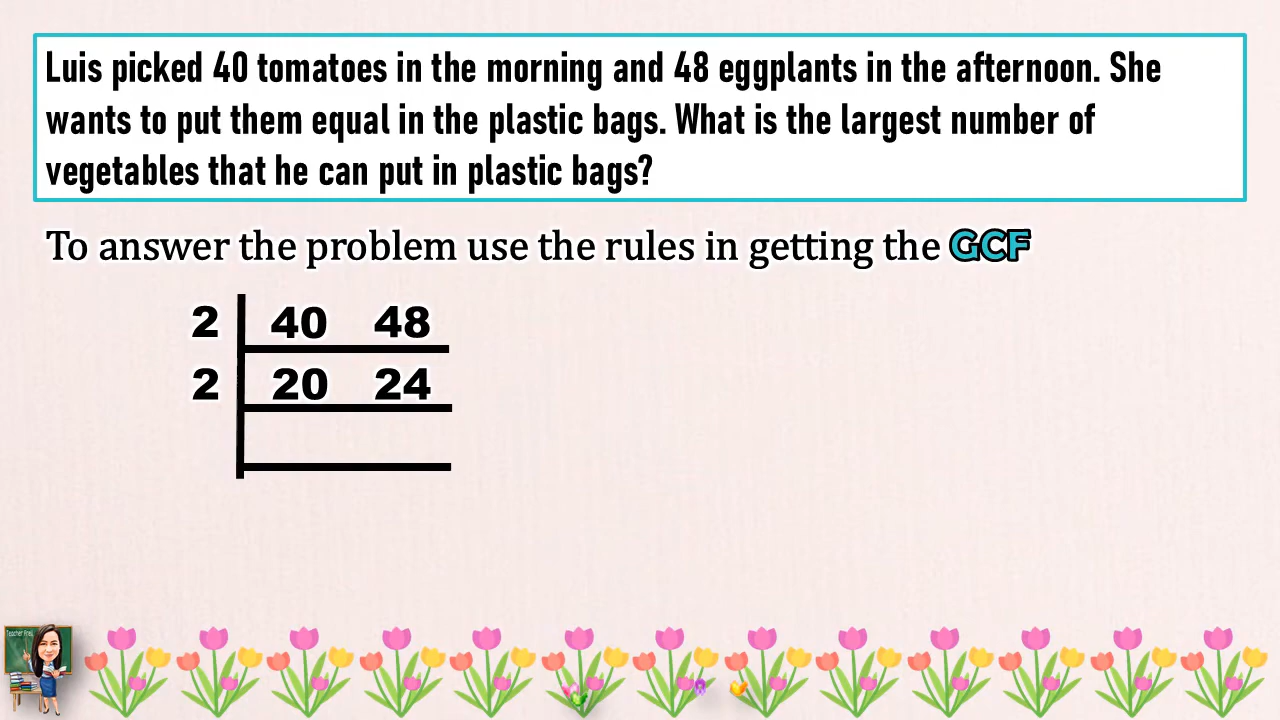 Luis picked 40 tomatoes in the morning and 48 eggplants in the afternoon. She
wants to put them equal in the plastic bags. What is the largest number of
vegetables that he can put in plastic bags?
To answer the problem use the rules in getting the GCF
2 40 48
2 20 24